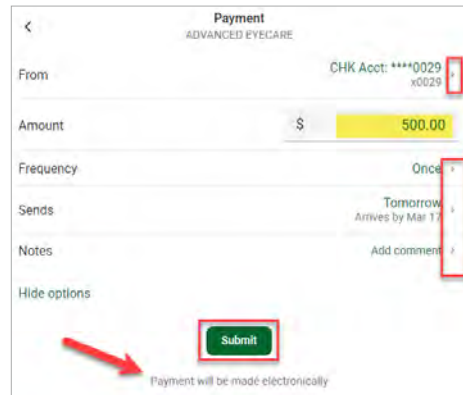 Payment
ADVANCED EYECARE
From
CHK Acct: ****0029
x0029
Amount
$ 500.00
Frequency
Once
Sends
Tomorrow
Arrives by Mar 17
Notes
Add comment
Hide options
Submit
Payment will be made electronically